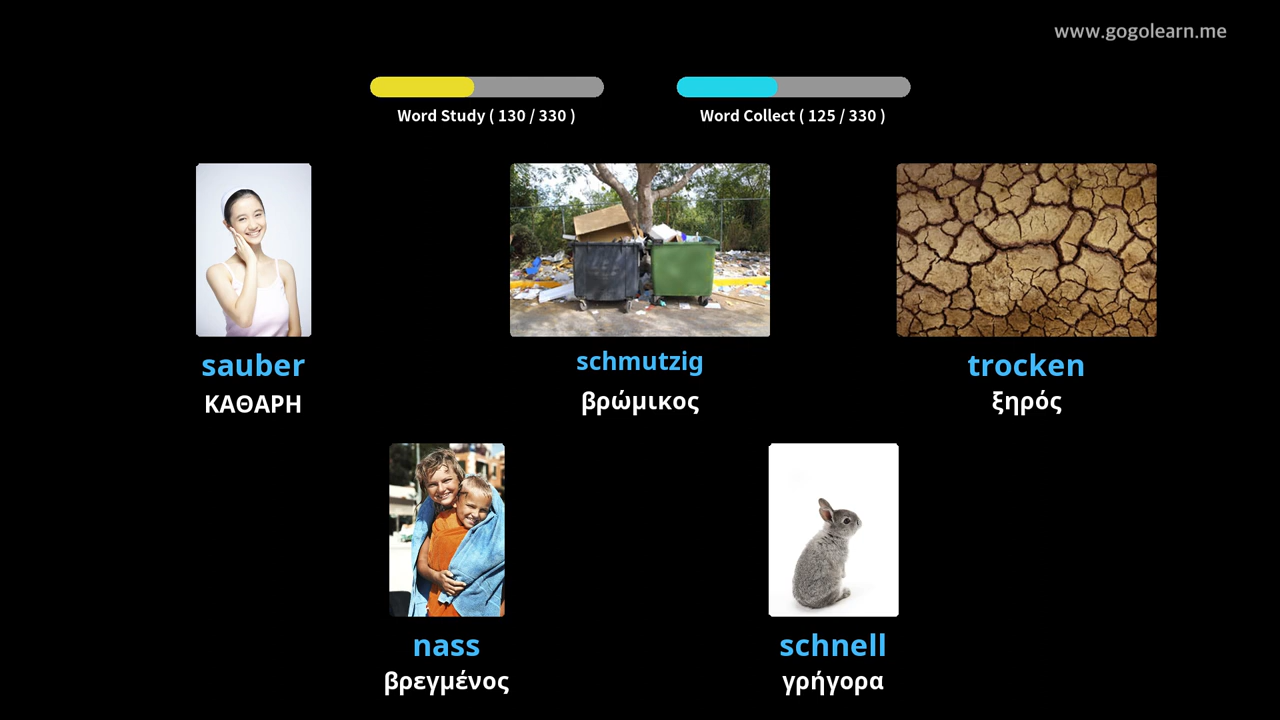 www.gogolearn.me
Word Study ( 130 / 330 )
Word Collect ( 125 / 330 )
sauber
ΚΑΘΑΡΗ
schmutzig
βρώμικος
trocken
ξηρός
nass
βρεγμένος
schnell
γρήγορα